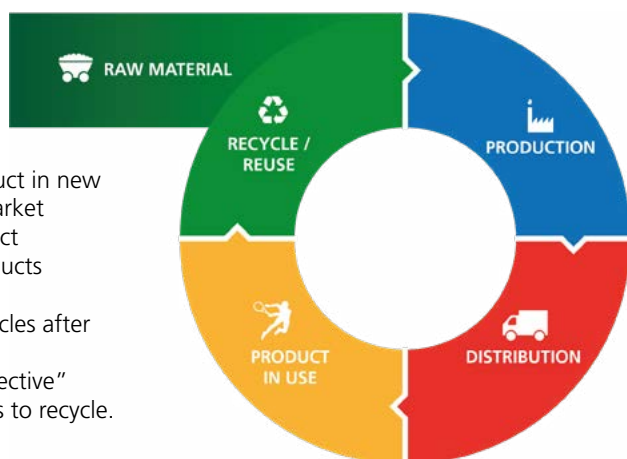 RAW MATERIAL
RECYCLE /
REUSE
PRODUCTION
uct in new
arket
ct
ucts
cles after
ective”
s to recycle.
PRODUCT
IN USE
DISTRIBUTION